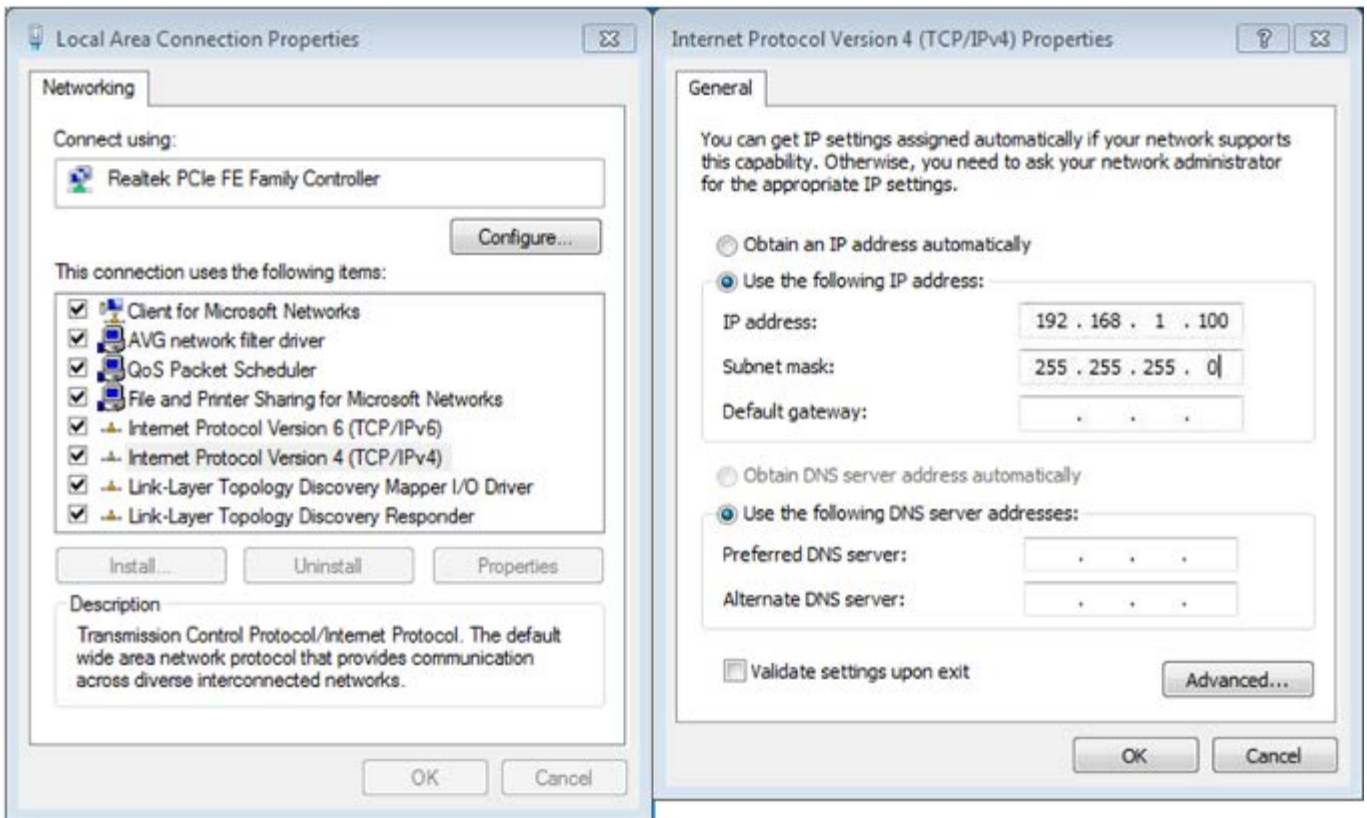 Local Area Connection Properties
Networking
Connect using:
Realtek PCIe FE Family Controller
Configure...
This connection uses the following items:
Client for Microsoft Networks
AVG network filter driver
QoS Packet Scheduler
File and Printer Sharing for Microsoft Networks
Internet Protocol Version 6 (TCP/IPv6)
Internet Protocol Version 4 (TCP/IPv4)
Link-Layer Topology Discovery Mapper I/O Driver
Link-Layer Topology Discovery Responder
Install... Uninstall Properties
Description
Transmission Control Protocol/Internet Protocol. The default
wide area network protocol that provides communication
across diverse interconnected networks.
OK Cancel
Internet Protocol Version 4 (TCP/IPv4) Properties
General
You can get IP settings assigned automatically if your network supports
this capability. Otherwise, you need to ask your network administrator
for the appropriate IP settings.
Obtain an IP address automatically
Use the following IP address:
IP address: 192 . 168 . 1 . 100
Subnet mask: 255 . 255 . 255 . 0
Default gateway: . . .
Obtain DNS server address automatically
Use the following DNS server addresses:
Preferred DNS server: . . .
Alternate DNS server: . . .
Validate settings upon exit
Advanced...
OK Cancel